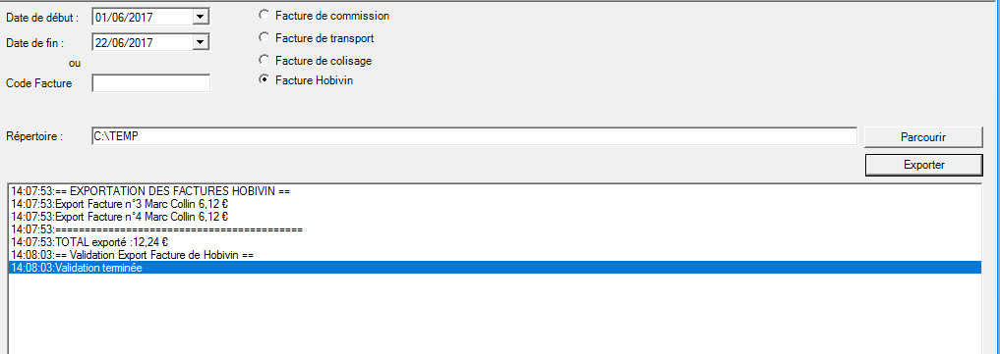 Date de début : 01/06/2017
Facture de commission
Date de fin : 22/06/2017
Facture de transport
ou
Facture de colisage
Code Facture
Facture Hobivin
Répertoire : C:\TEMP
Parcourir
Exporter
14:07:53:== EXPORTATION DES FACTURES HOBIVIN ==
14:07:53:Export Facture n°3 Marc Collin 6,12 €
14:07:53:Export Facture n°4 Marc Collin 6,12 €
14:07:53:==========================================
14:07:53:TOTAL exporté :12,24 €
14:08:03:== Validation Export Facture de Hobivin ==
14:08:03:Validation terminée